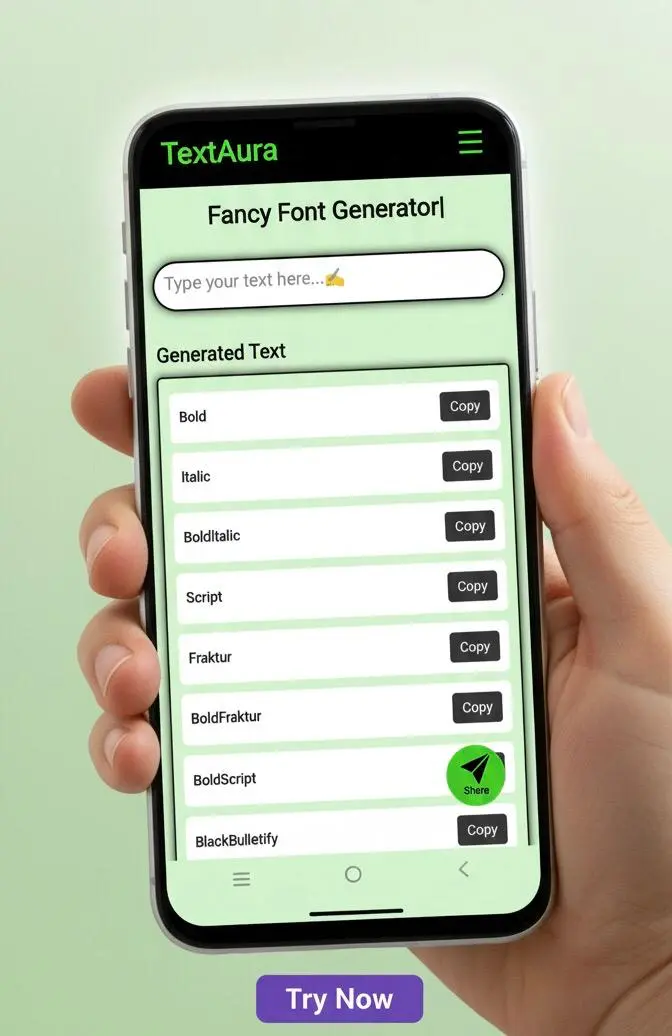 TextAura
Fancy Font Generator|
Type your text here...✍️
Generated Text
Bold
Copy
Italic
Copy
BoldItalic
Copy
Script
Copy
Fraktur
Copy
BoldFraktur
Copy
BoldScript
Shere
BlackBulletify
Copy
Try Now